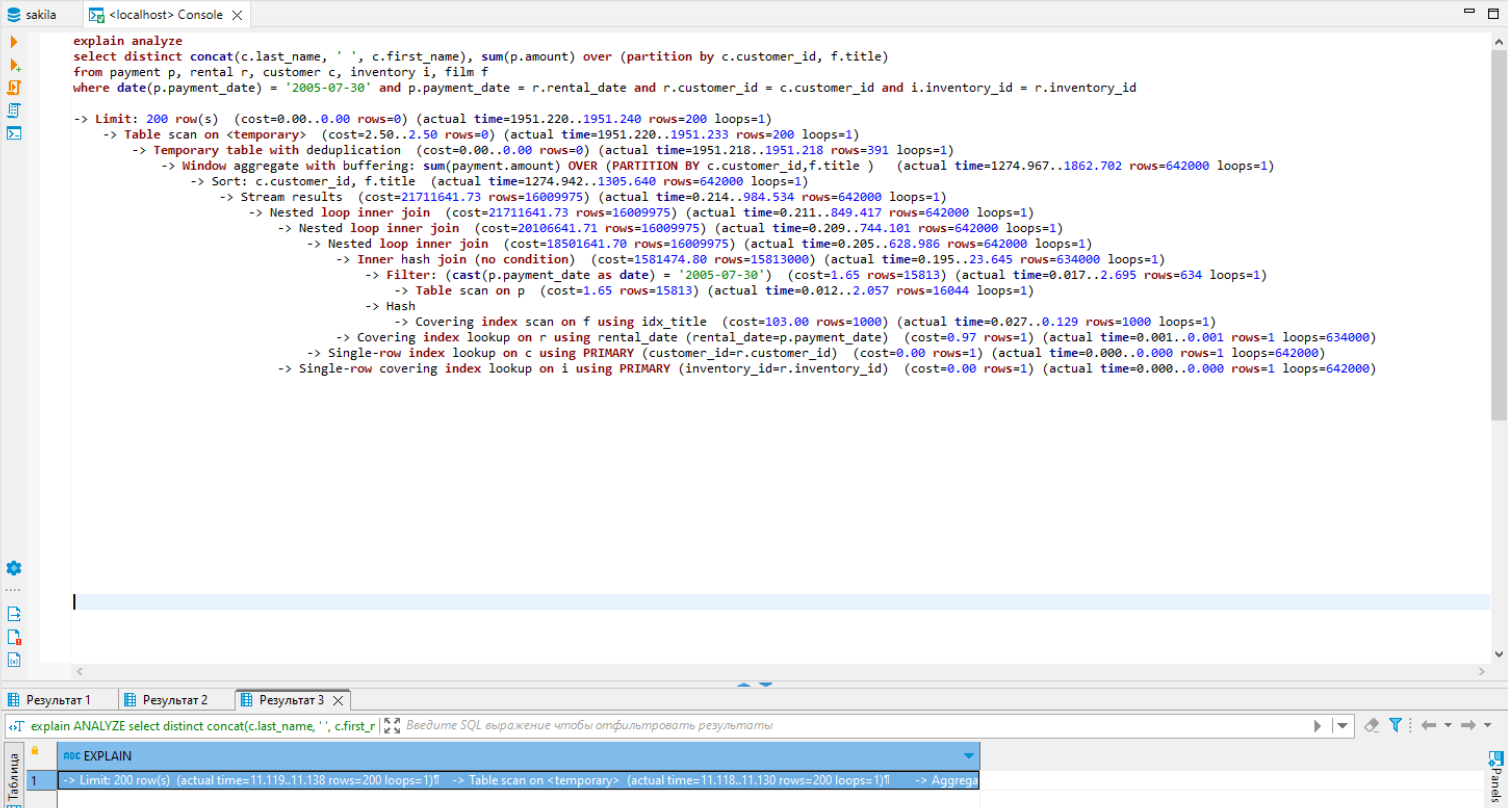 sakila
<localhost> Console
explain analyze
select distinct concat(c.last_name, ' ', c.first_name), sum(p.amount) over (partition by c.customer_id, f.title)
from payment p, rental r, customer c, inventory i, film f
where date(p.payment_date) = '2005-07-30' and p.payment_date = r.rental_date and r.customer_id = c.customer_id and i.inventory_id = r.inventory_id
-> Limit: 200 row(s)  (cost=0.00..0.00 rows=0) (actual time=1951.220..1951.240 rows=200 loops=1)
-> Table scan on <temporary>  (cost=2.50..2.50 rows=0) (actual time=1951.220..1951.233 rows=200 loops=1)
-> Temporary table with deduplication  (cost=0.00..0.00 rows=0) (actual time=1951.218..1951.218 rows=391 loops=1)
-> Window aggregate with buffering: sum(payment.amount) OVER (PARTITION BY c.customer_id,f.title )   (actual time=1274.967..1862.702 rows=642000 loops=1)
-> Sort: c.customer_id, f.title  (actual time=1274.942..1305.640 rows=642000 loops=1)
-> Stream results  (cost=21711641.73 rows=16009975) (actual time=0.214..984.534 rows=642000 loops=1)
-> Nested loop inner join  (cost=21711641.73 rows=16009975) (actual time=0.211..849.417 rows=642000 loops=1)
-> Nested loop inner join  (cost=20106641.71 rows=16009975) (actual time=0.209..744.101 rows=642000 loops=1)
-> Nested loop inner join  (cost=18501641.70 rows=16009975) (actual time=0.205..628.986 rows=642000 loops=1)
-> Inner hash join (no condition)  (cost=1581474.80 rows=15813000) (actual time=0.195..23.645 rows=634000 loops=1)
-> Filter: (cast(p.payment_date as date) = '2005-07-30')  (cost=1.65 rows=15813) (actual time=0.017..2.695 rows=634 loops=1)
-> Table scan on p  (cost=1.65 rows=15813) (actual time=0.012..2.057 rows=16044 loops=1)
-> Hash
-> Covering index scan on f using idx_title  (cost=103.00 rows=1000) (actual time=0.027..0.129 rows=1000 loops=1)
-> Covering index lookup on r using rental_date (rental_date=p.payment_date)  (cost=0.97 rows=1) (actual time=0.001..0.001 rows=1 loops=634000)
-> Single-row index lookup on c using PRIMARY (customer_id=r.customer_id)  (cost=0.00 rows=1) (actual time=0.000..0.000 rows=1 loops=642000)
-> Single-row covering index lookup on i using PRIMARY (inventory_id=r.inventory_id)  (cost=0.00 rows=1) (actual time=0.000..0.000 rows=1 loops=642000)
Результат 1
Результат 2
Результат 3
explain ANALYZE select distinct concat(c.last_name, ' ', c.first_r
Введите SQL выражение чтобы отфильтровать результаты
Таблица
ABC EXPLAIN
1
-> Limit: 200 row(s)  (actual time=11.119..11.138 rows=200 loops=1)¶    -> Table scan on <temporary>  (actual time=11.118..11.130 rows=200 loops=1)¶        -> Aggrega
Panels